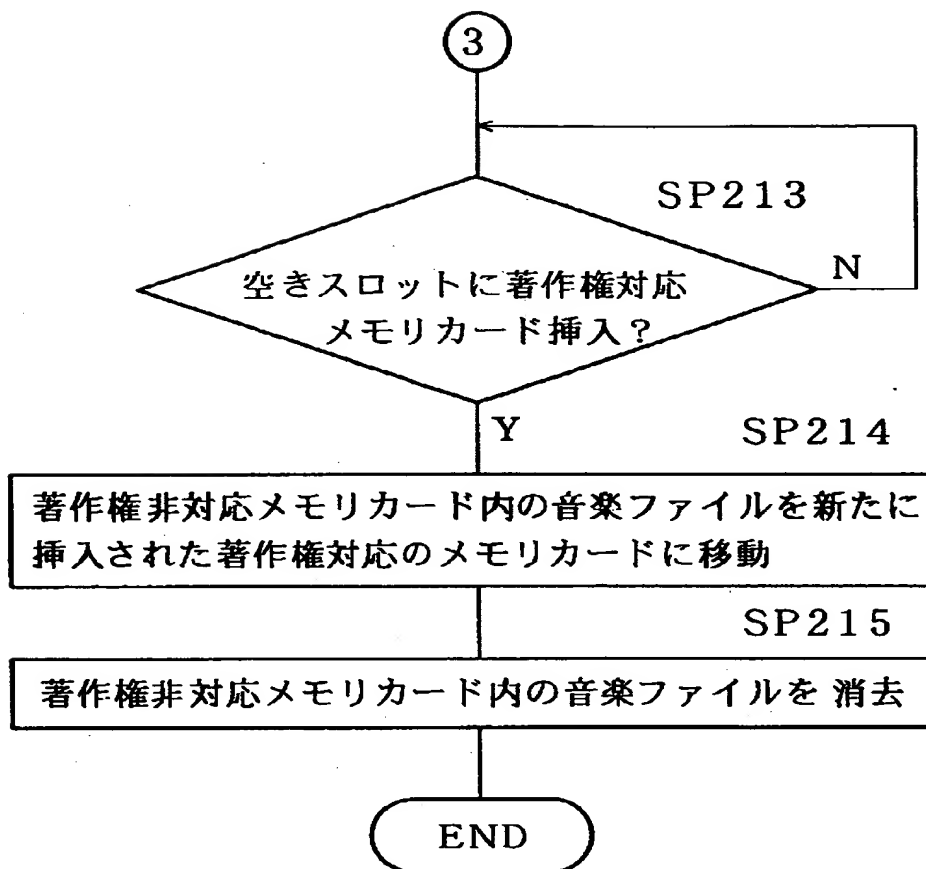 3
SP213
空きスロットに著作権対応
メモリカード挿入?
N
Y
SP214
著作権非対応メモリカード内の音楽ファイルを新たに
挿入された著作権対応のメモリカードに移動
SP215
著作権非対応メモリカード内の音楽ファイルを 消去
END